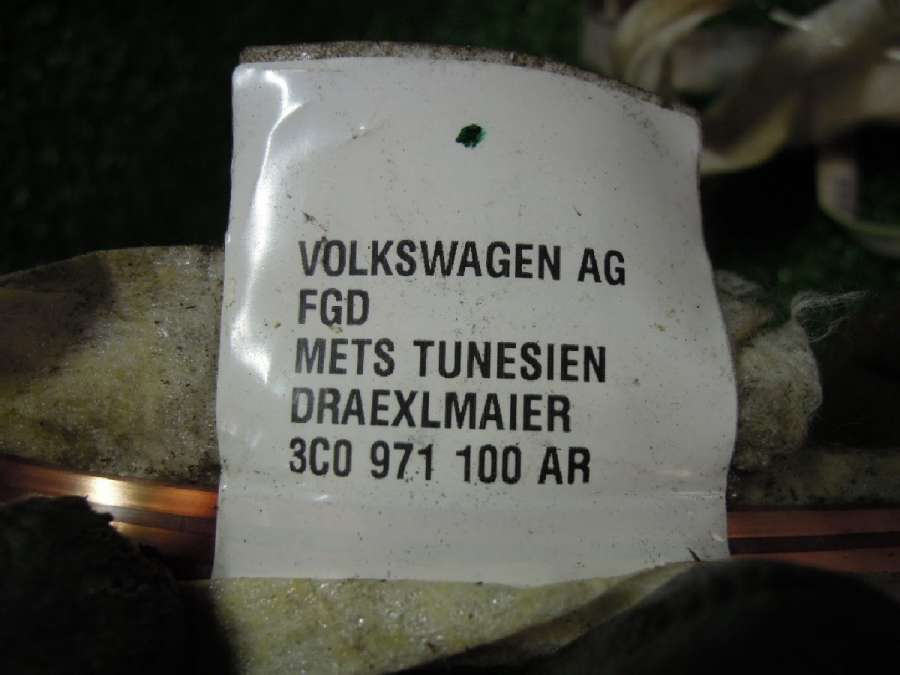 VOLKSWAGEN AG
FGD
METS TUNESIEN
DRAEXLMAIER
3C0 971 100 AR